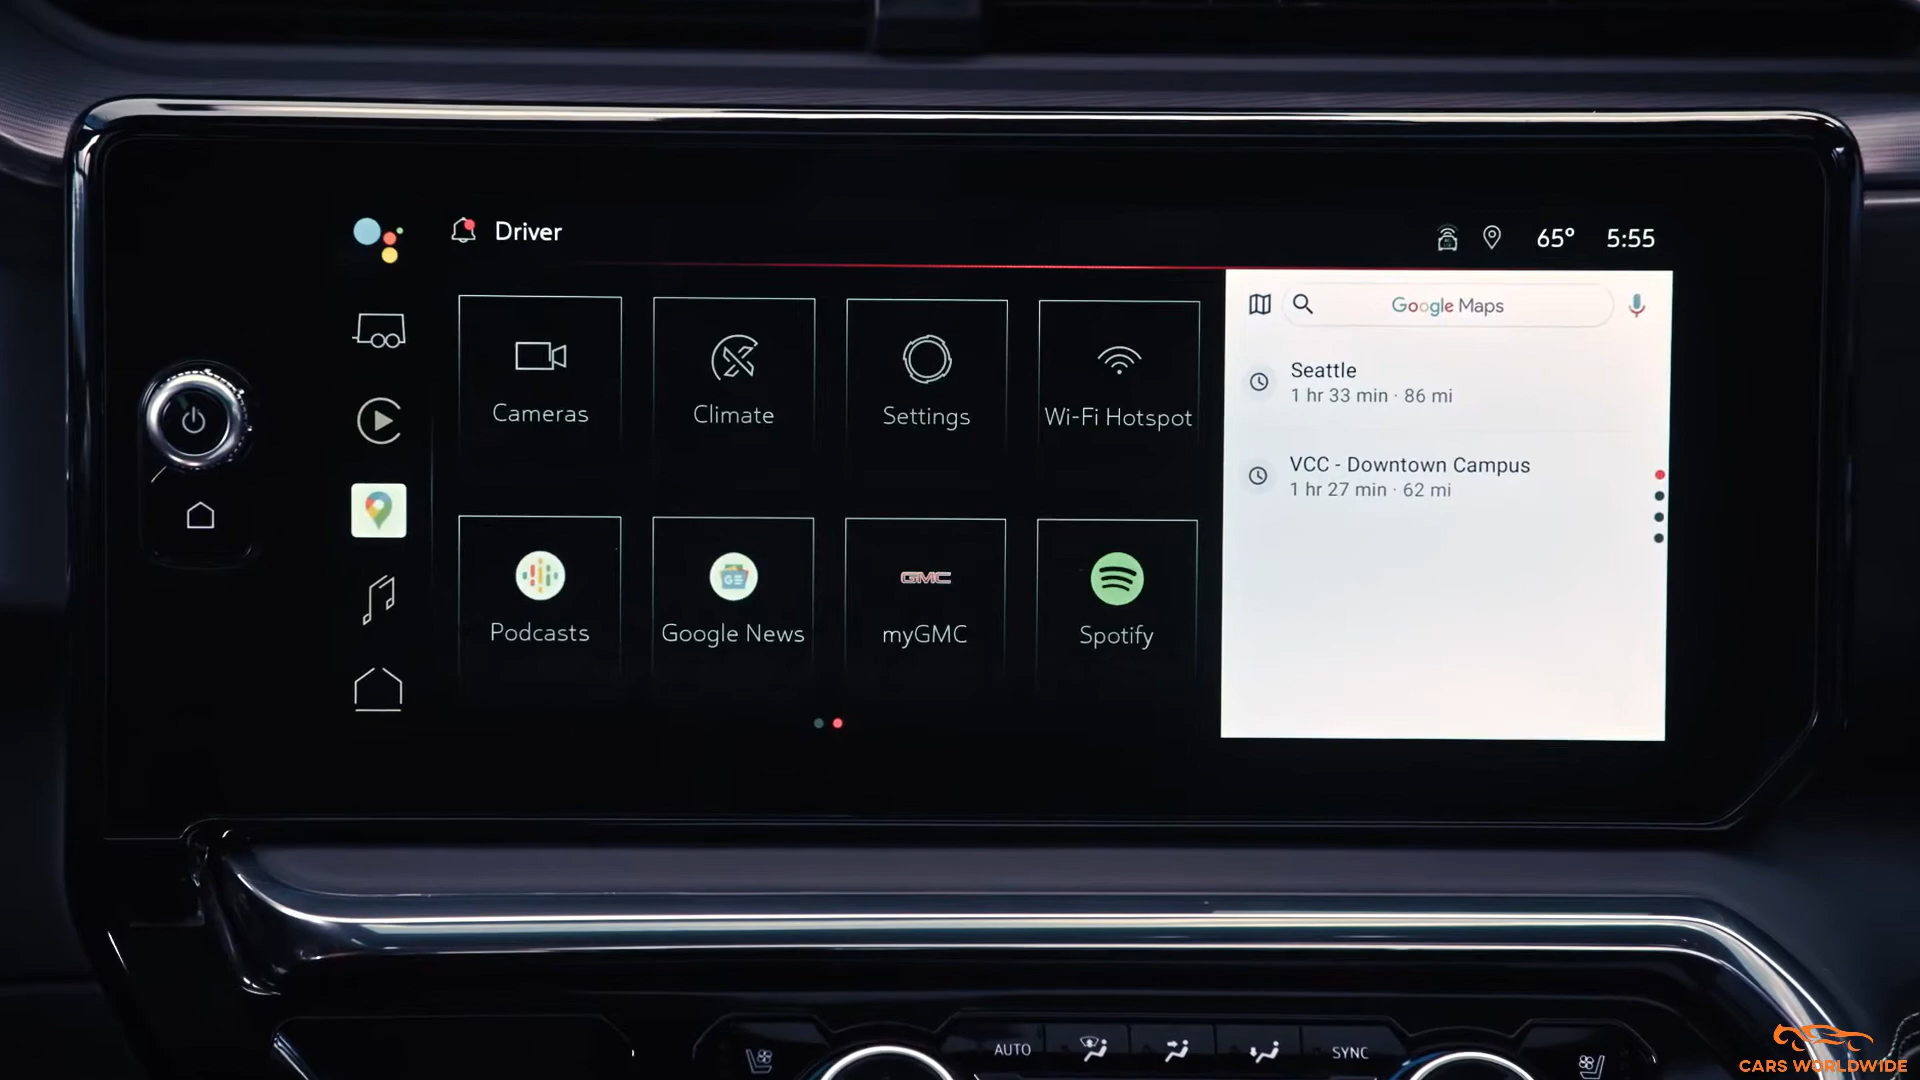 Driver
65° 5:55
Cameras
Climate
Settings
Wi-Fi Hotspot
Podcasts
Google News
GE
myGMC
GMC
Spotify
Google Maps
Seattle
1 hr 33 min · 86 mi
VCC - Downtown Campus
1 hr 27 min · 62 mi
AUTO
SYNC
CARS WORLDWIDE